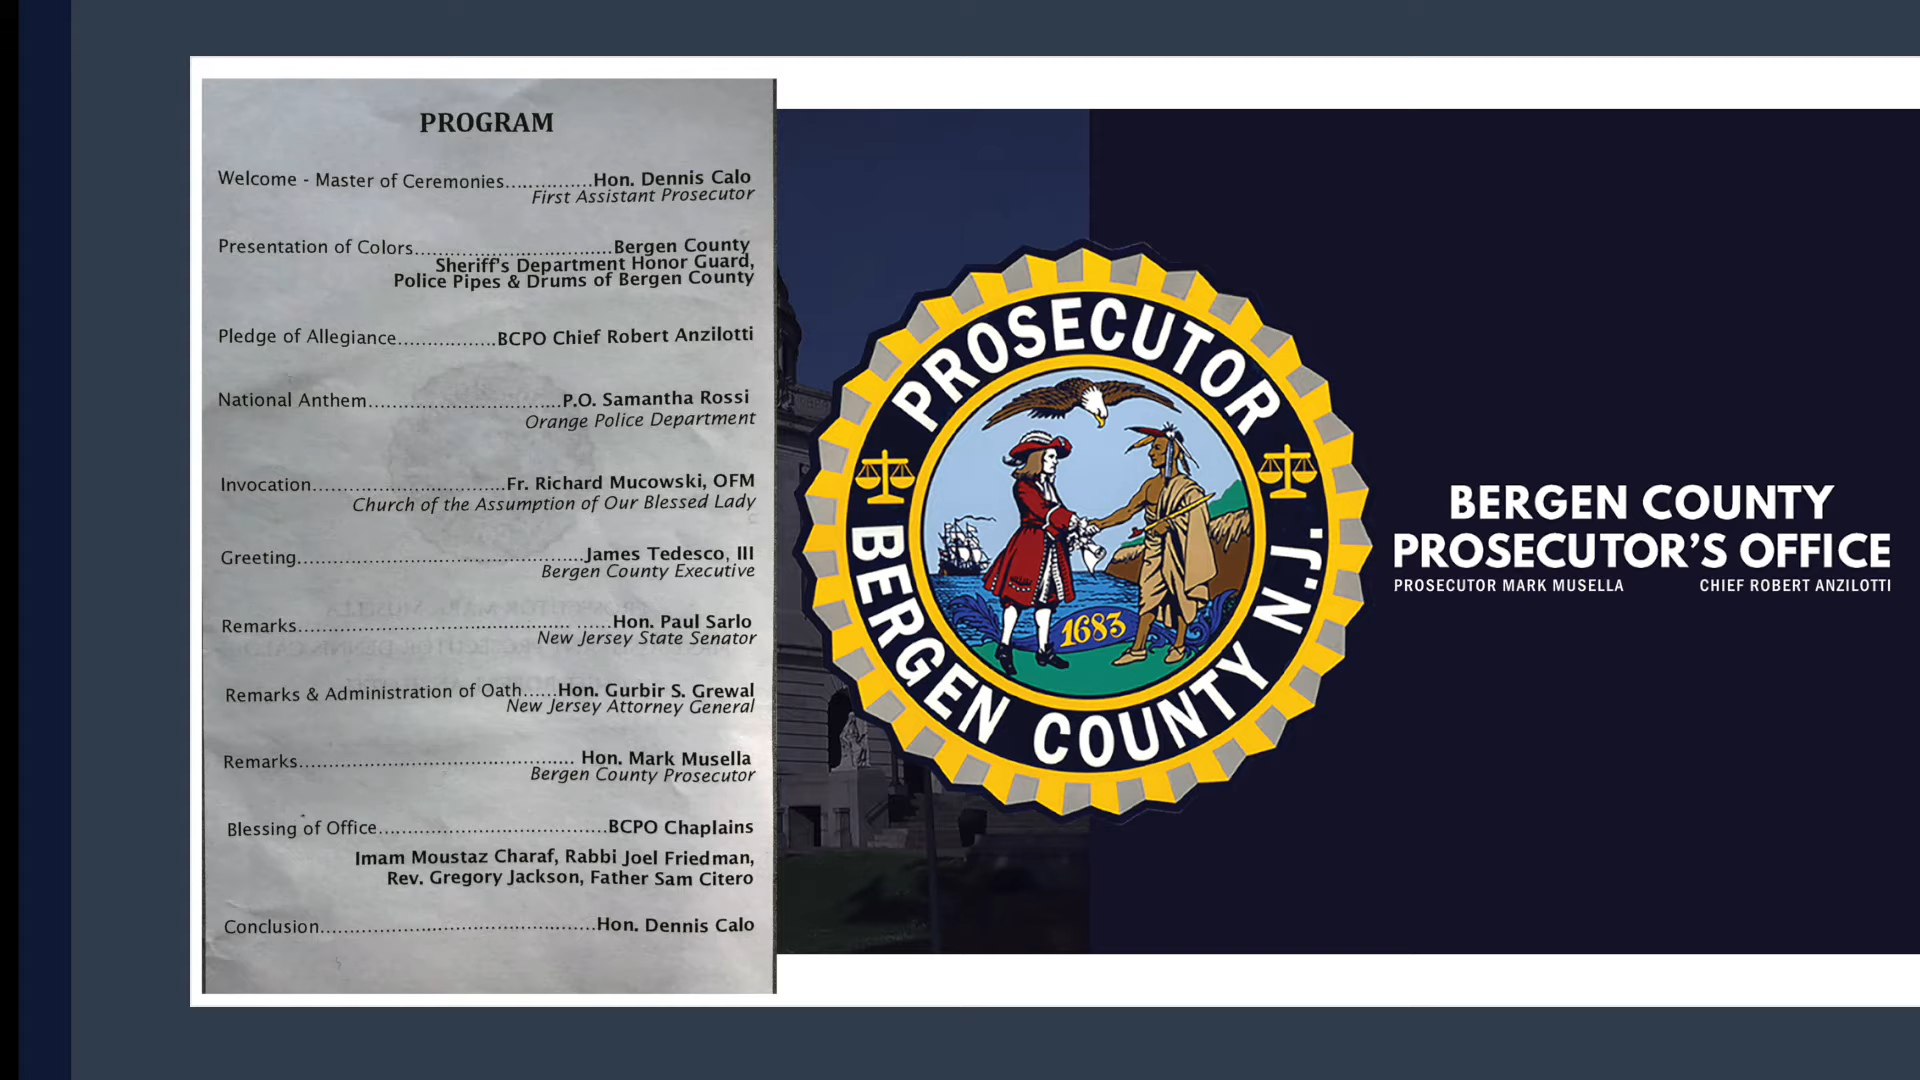 PROGRAM
Welcome - Master of Ceremonies..............Hon. Dennis Calo
First Assistant Prosecutor
Presentation of Colors................................Bergen County
Sheriff's Department Honor Guard,
Police Pipes & Drums of Bergen County
Pledge of Allegiance................BCPO Chief Robert Anzilotti
National Anthem................................P.O. Samantha Rossi
Orange Police Department
Invocation................................Fr. Richard Mucowski, OFM
Church of the Assumption of Our Blessed Lady
Greeting................................................James Tedesco, III
Bergen County Executive
Remarks............................................. ......Hon. Paul Sarlo
New Jersey State Senator
Remarks & Administration of Oath......Hon. Gurbir S. Grewal
New Jersey Attorney General
Remarks.............................................. Hon. Mark Musella
Bergen County Prosecutor
Blessing of Office......................................BCPO Chaplains
Imam Moustaz Charaf, Rabbi Joel Friedman,
Rev. Gregory Jackson, Father Sam Citero
Conclusion.............................................Hon. Dennis Calo
PROSECUTOR
BERGEN COUNTY N.J.
1683
BERGEN COUNTY
PROSECUTOR'S OFFICE
PROSECUTOR MARK MUSELLA CHIEF ROBERT ANZILOTTI